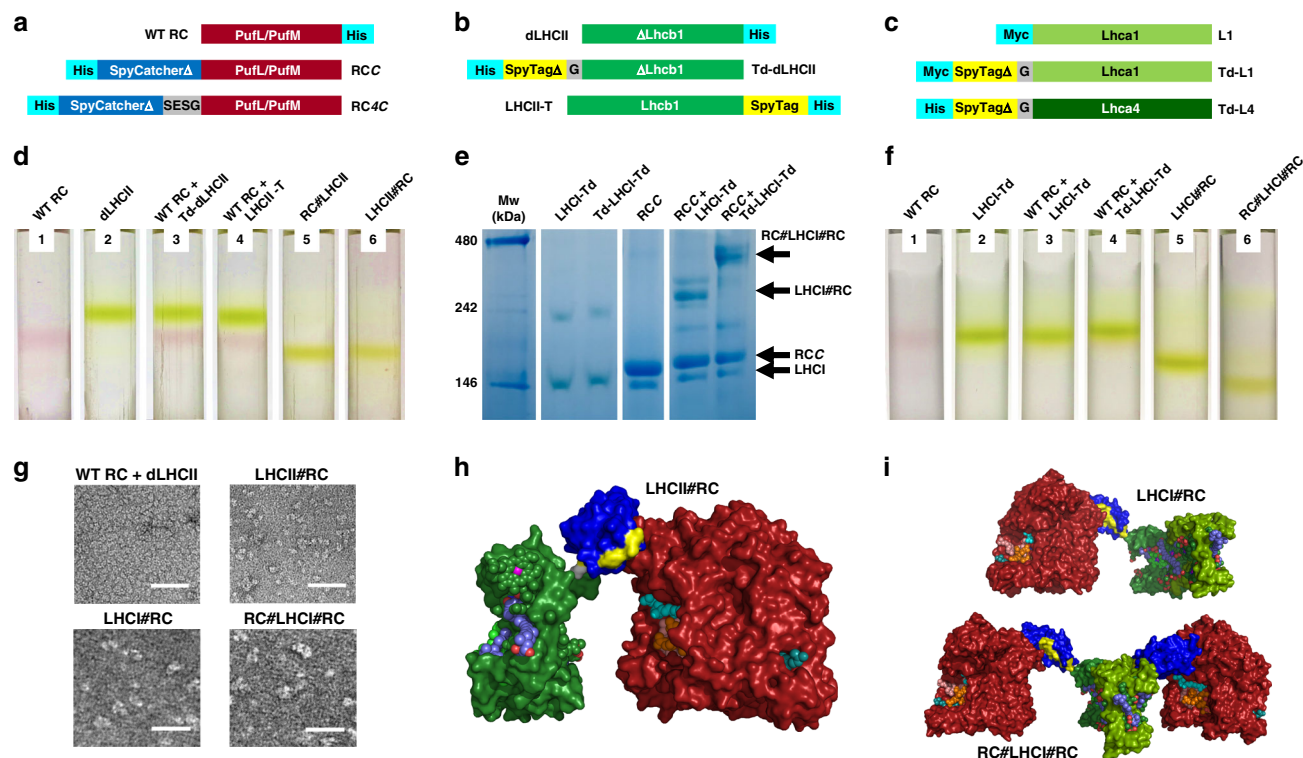 a
WT RC PufL/PufM His
His SpyCatcherΔ PufL/PufM RCC
His SpyCatcherΔ SESG PufL/PufM RC4C
b
dLHCII ΔLhcb1 His
His SpyTagΔ G ΔLhcb1 Td-dLHCII
LHCII-T Lhcb1 SpyTag His
c
Myc Lhca1 L1
Myc SpyTagΔ G Lhca1 Td-L1
His SpyTagΔ G Lhca4 Td-L4
d
WT RC
dLHCII
WT RC +
Td-dLHCII
WT RC +
LHCII -T
RC#LHCII
LHCII#RC
1 2 3 4 5 6
e
Mw
(kDa)
LHCI-Td
Td-LHCI-Td
RCC
RCC +
LHCI-Td
RCC +
Td-LHCI-Td
480
242
146
RC#LHCI#RC
LHCI#RC
RCC
LHCI
f
WT RC
LHCI-Td
WT RC +
LHCI-Td
WT RC +
Td-LHCI-Td
LHCI#RC
RC#LHCI#RC
1 2 3 4 5 6
g
WT RC + dLHCII
LHCII#RC
LHCI#RC
RC#LHCI#RC
h
LHCII#RC
i
LHCI#RC
RC#LHCI#RC